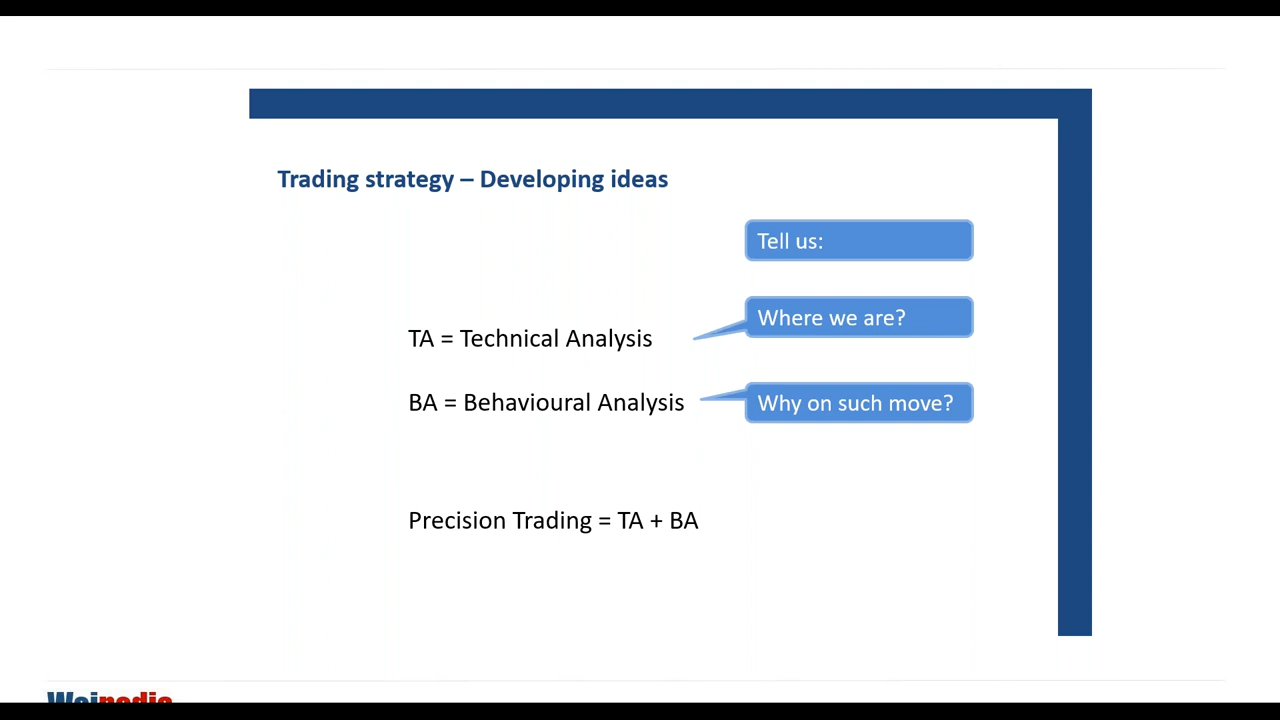 Trading strategy – Developing ideas
Tell us:
Where we are?
TA = Technical Analysis
BA = Behavioural Analysis
Why on such move?
Precision Trading = TA + BA